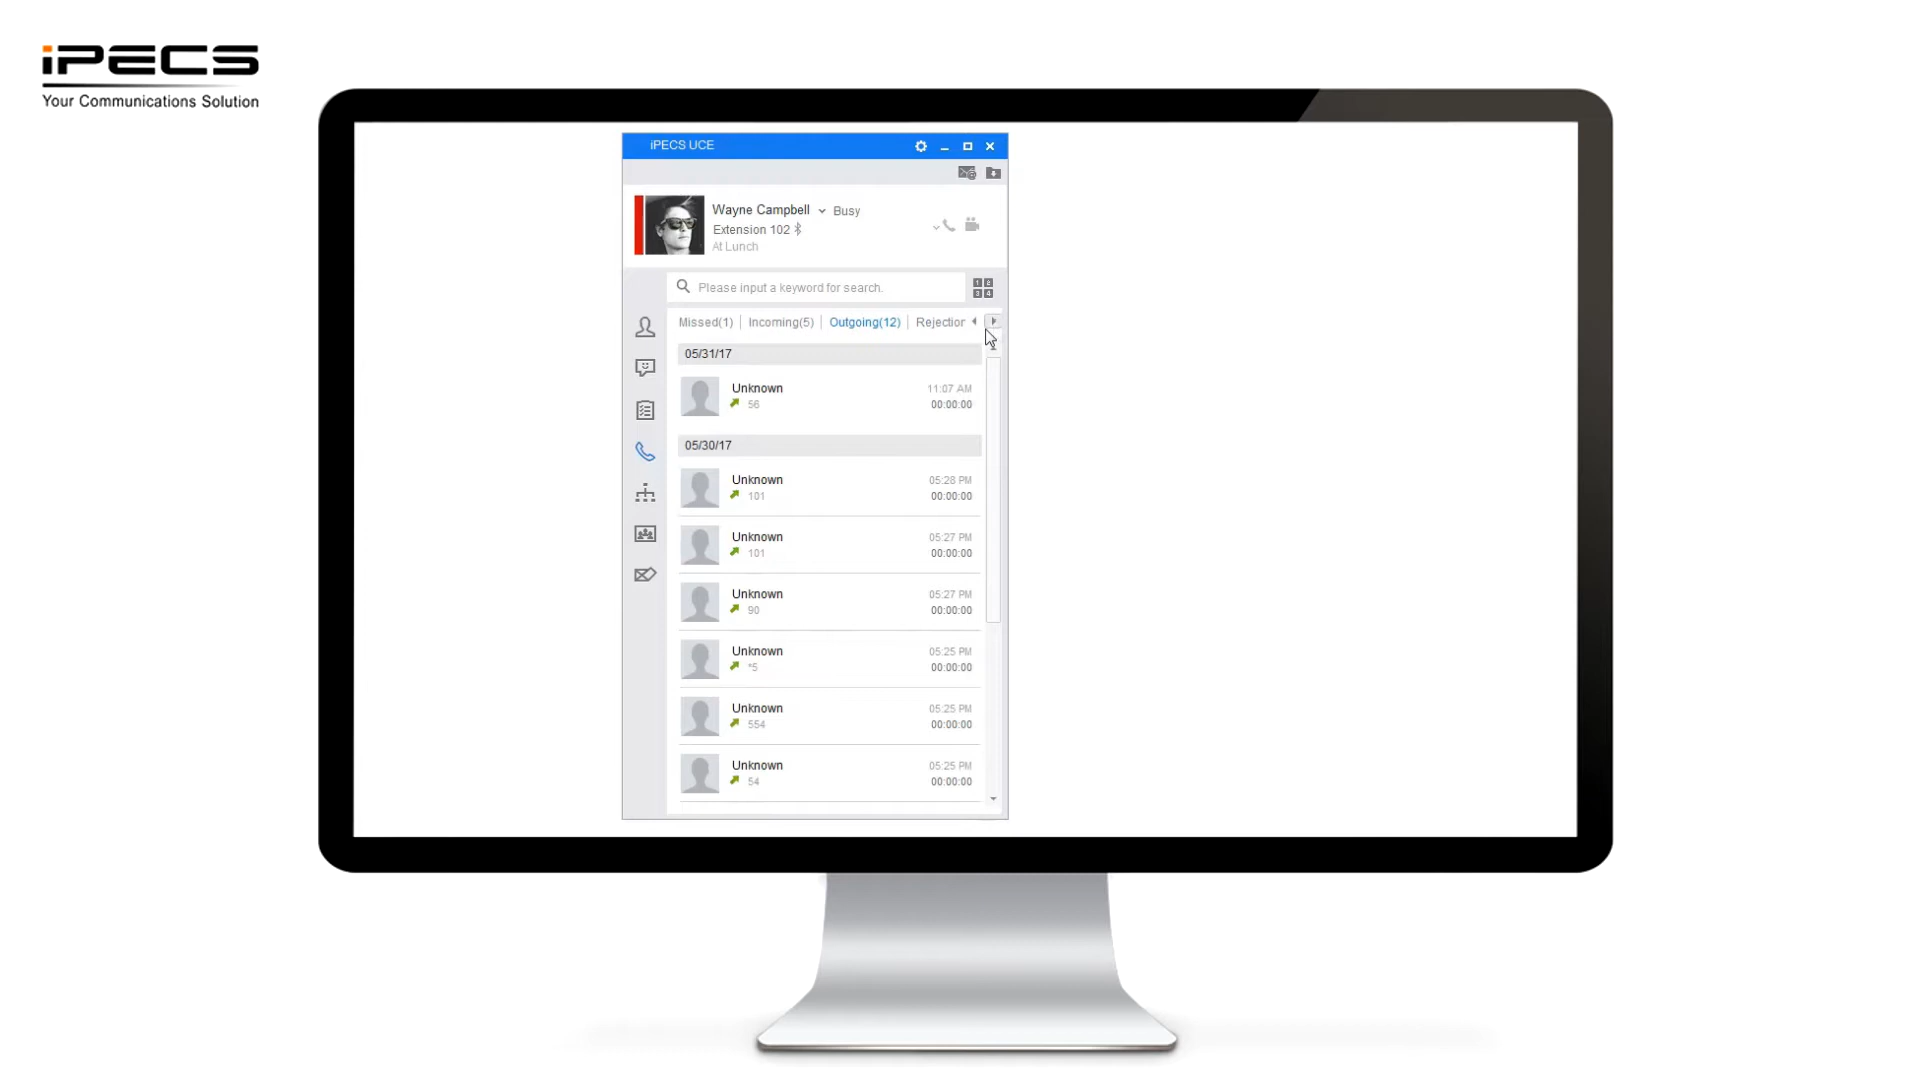 iPECS
Your Communications Solution
iPECS UCE
Wayne Campbell Busy
Extension 102
At Lunch
Please input a keyword for search.
1 2
3 4
Missed(1) Incoming(5) Outgoing(12) Rejection
05/31/17
Unknown 11:07 AM
56 00:00:00
05/30/17
Unknown 05:28 PM
101 00:00:00
Unknown 05:27 PM
101 00:00:00
Unknown 05:27 PM
90 00:00:00
Unknown 05:25 PM
*5 00:00:00
Unknown 05:25 PM
554 00:00:00
Unknown 05:25 PM
54 00:00:00